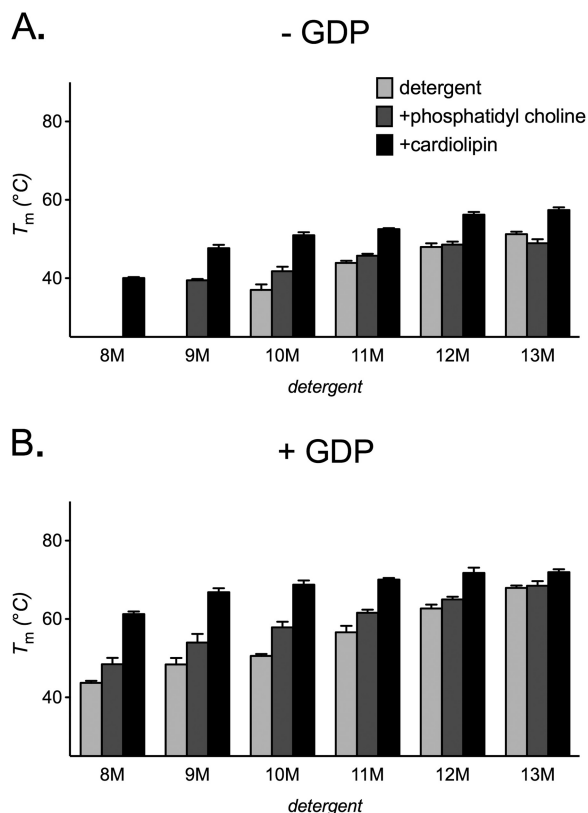 A.
- GDP
detergent
+phosphatidyl choline
+cardiolipin
Tm (°C)
80
60
40
8M 9M 10M 11M 12M 13M
detergent
B.
+ GDP
Tm (°C)
80
60
40
8M 9M 10M 11M 12M 13M
detergent